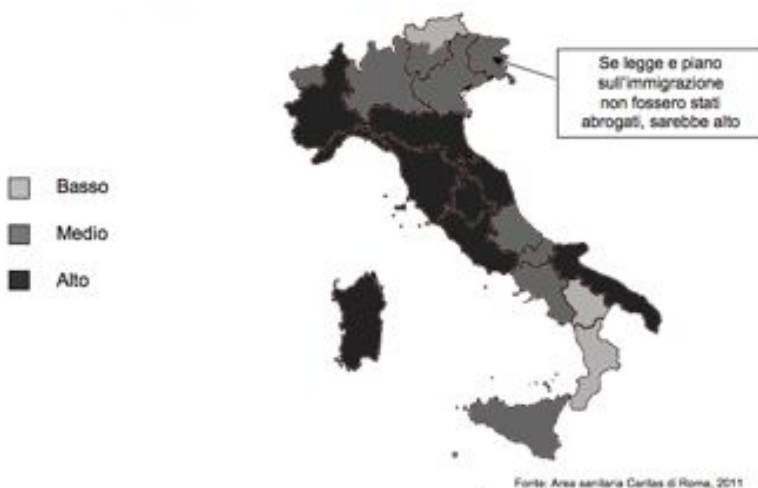 Se legge e piano
sull'immigrazione
non fossero stati
abrogati, sarebbe alto
Basso
Medio
Alto
Fonte: Area sanitaria Caritas di Roma, 2011